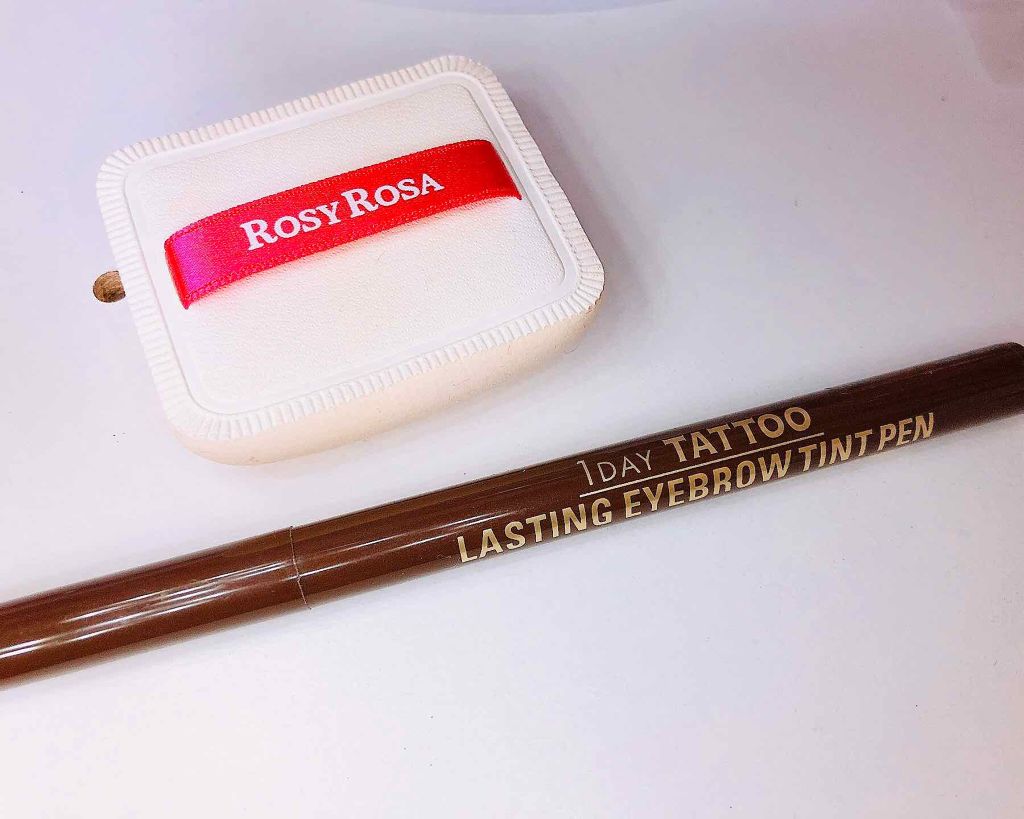 ROSY ROSA
1DAY TATTOO
LASTING EYEBROW TINT PEN